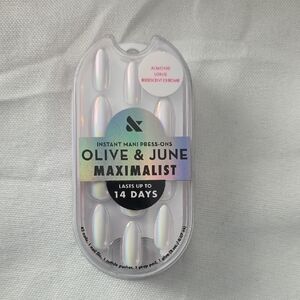 ALMOND
LONG
IRIDESCENT CHROME
&
INSTANT MANI PRESS-ONS
OLIVE & JUNE
MAXIMALIST
LASTS UP TO
14 DAYS